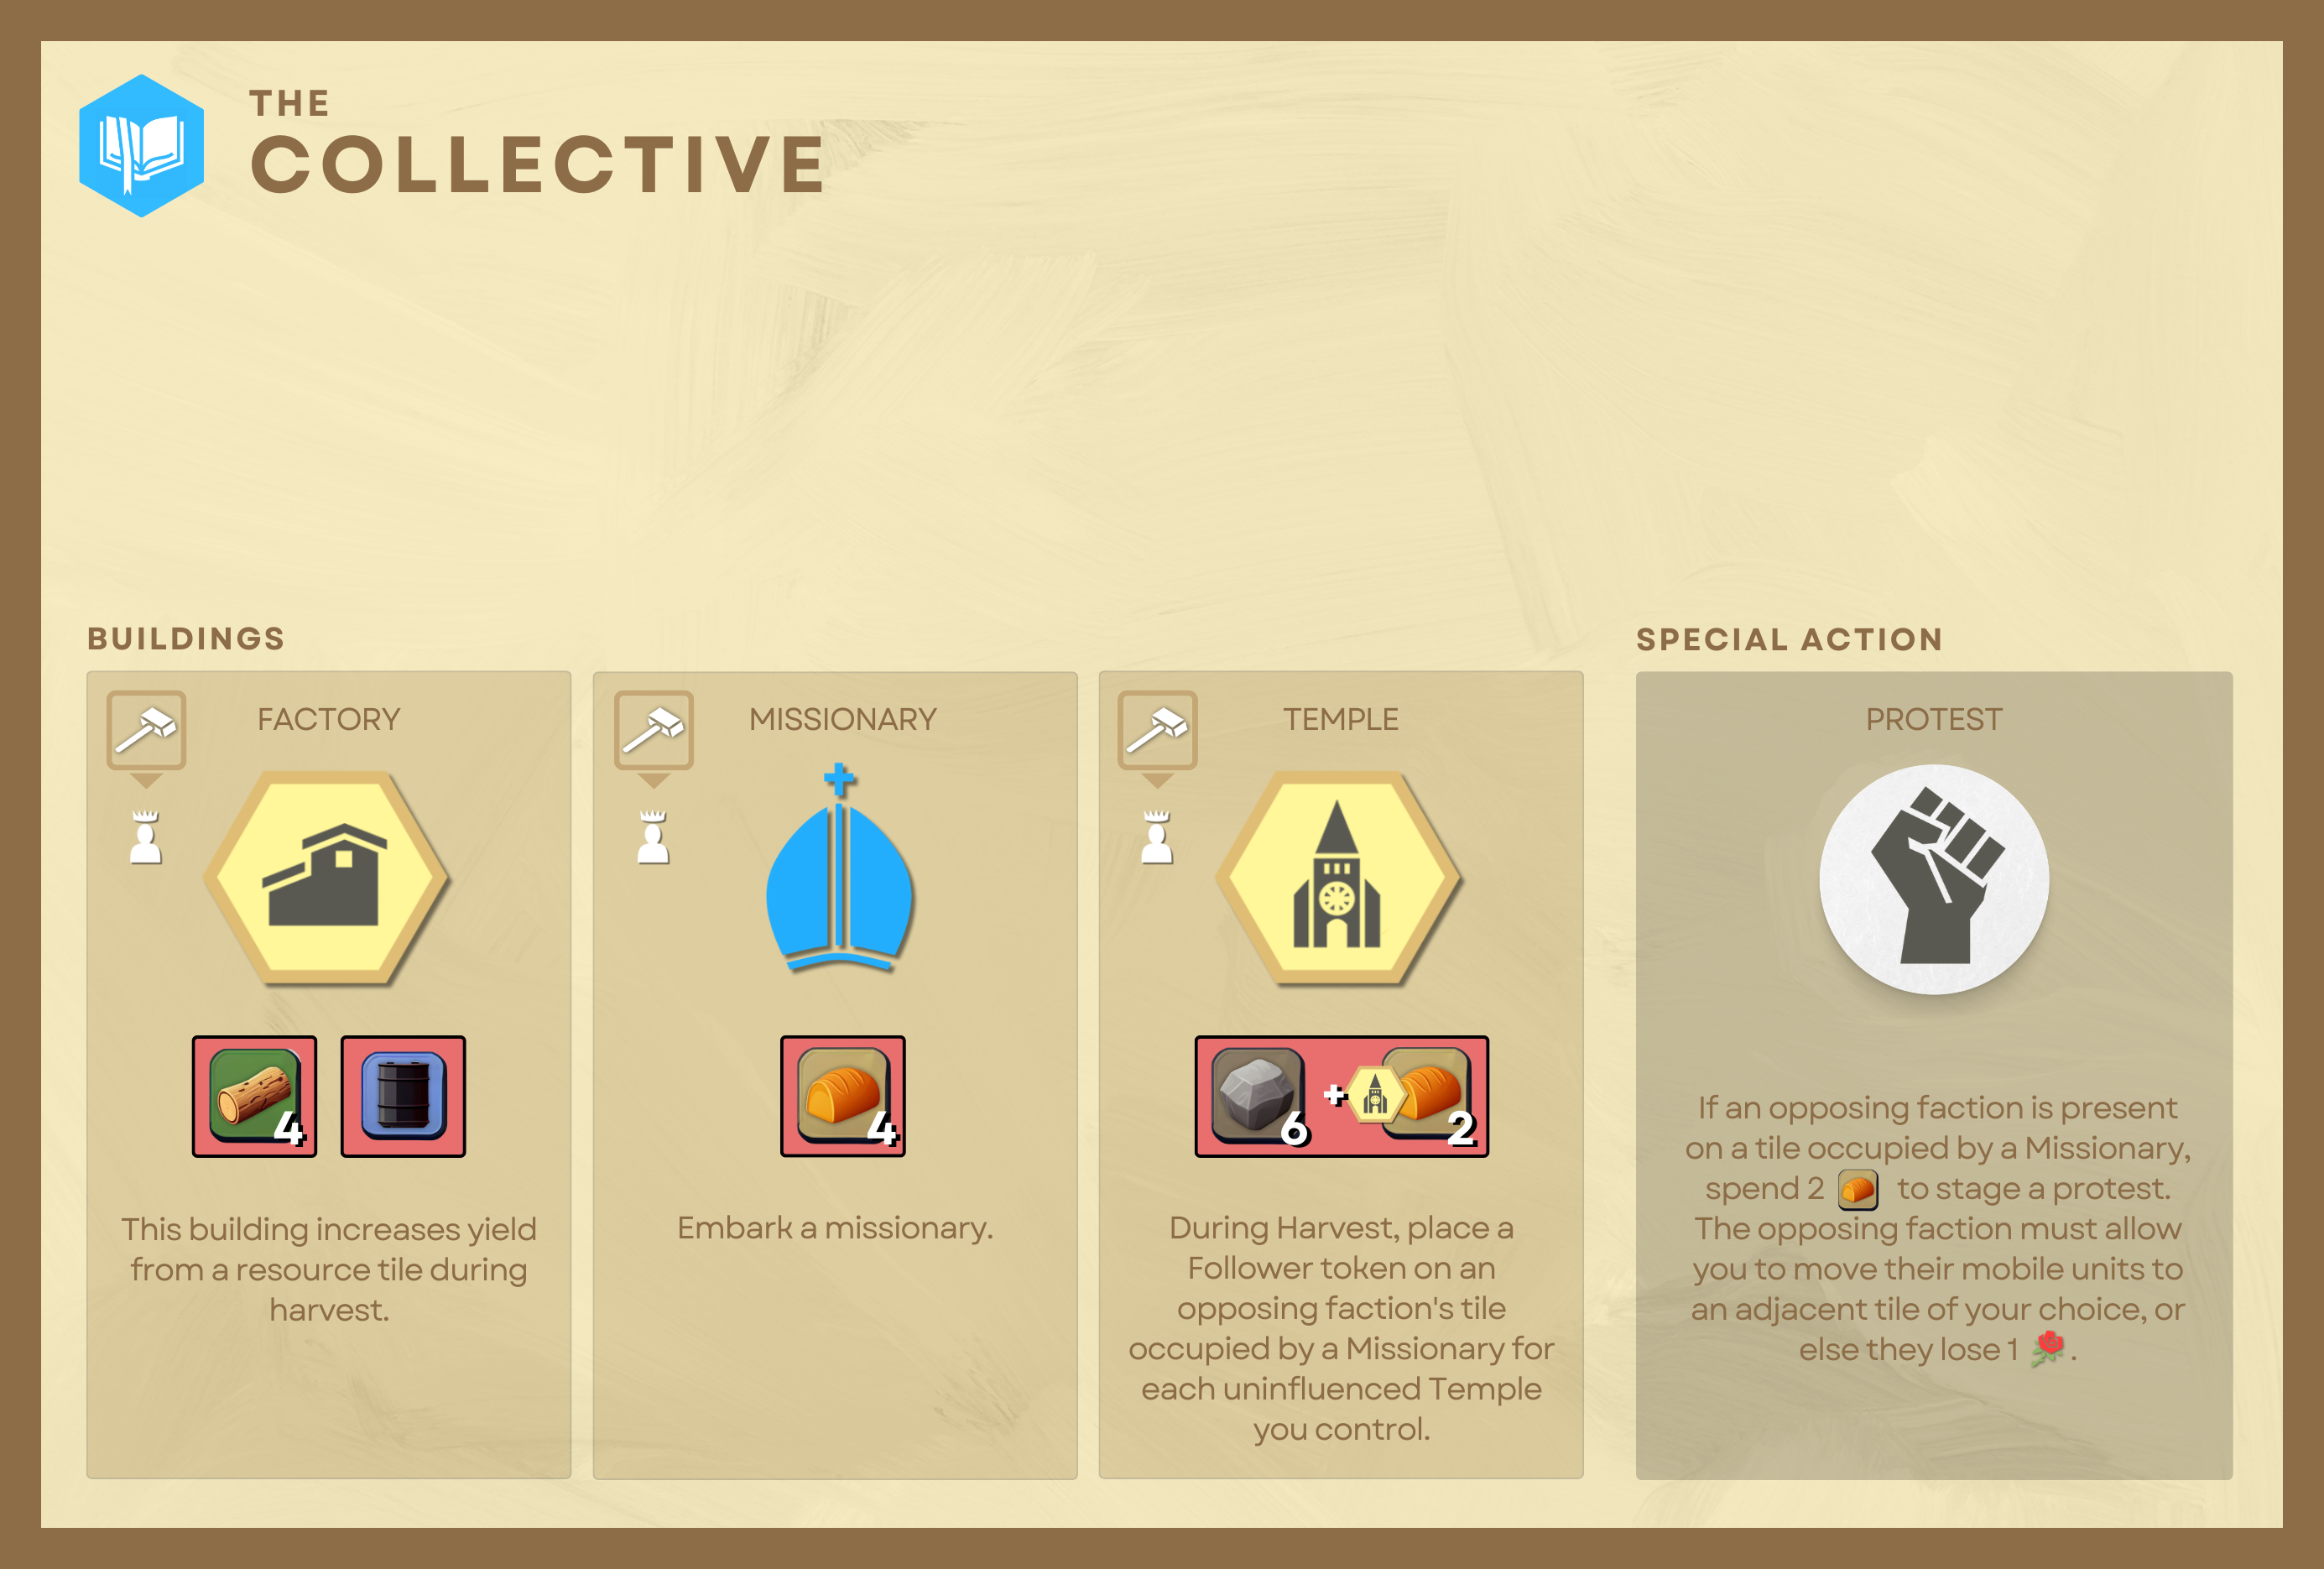 THE
COLLECTIVE
BUILDINGS
FACTORY
4
This building increases yield
from a resource tile during
harvest.
MISSIONARY
4
Embark a missionary.
TEMPLE
6 + 2
During Harvest, place a
Follower token on an
opposing faction's tile
occupied by a Missionary for
each uninfluenced Temple
you control.
SPECIAL ACTION
PROTEST
If an opposing faction is present
on a tile occupied by a Missionary,
spend 2 to stage a protest.
The opposing faction must allow
you to move their mobile units to
an adjacent tile of your choice, or
else they lose 1 .